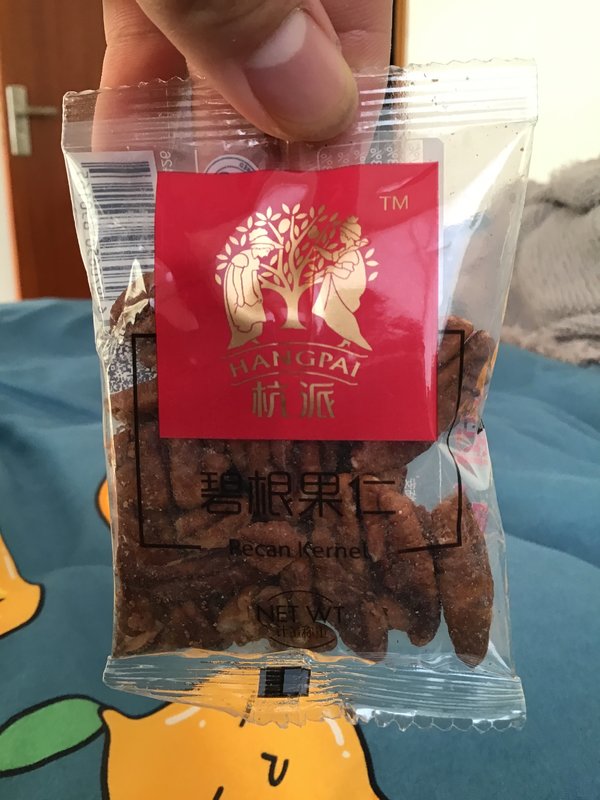 TM
HANGPAI
杭派
碧根果仁
Pecan Kernel
NET WT